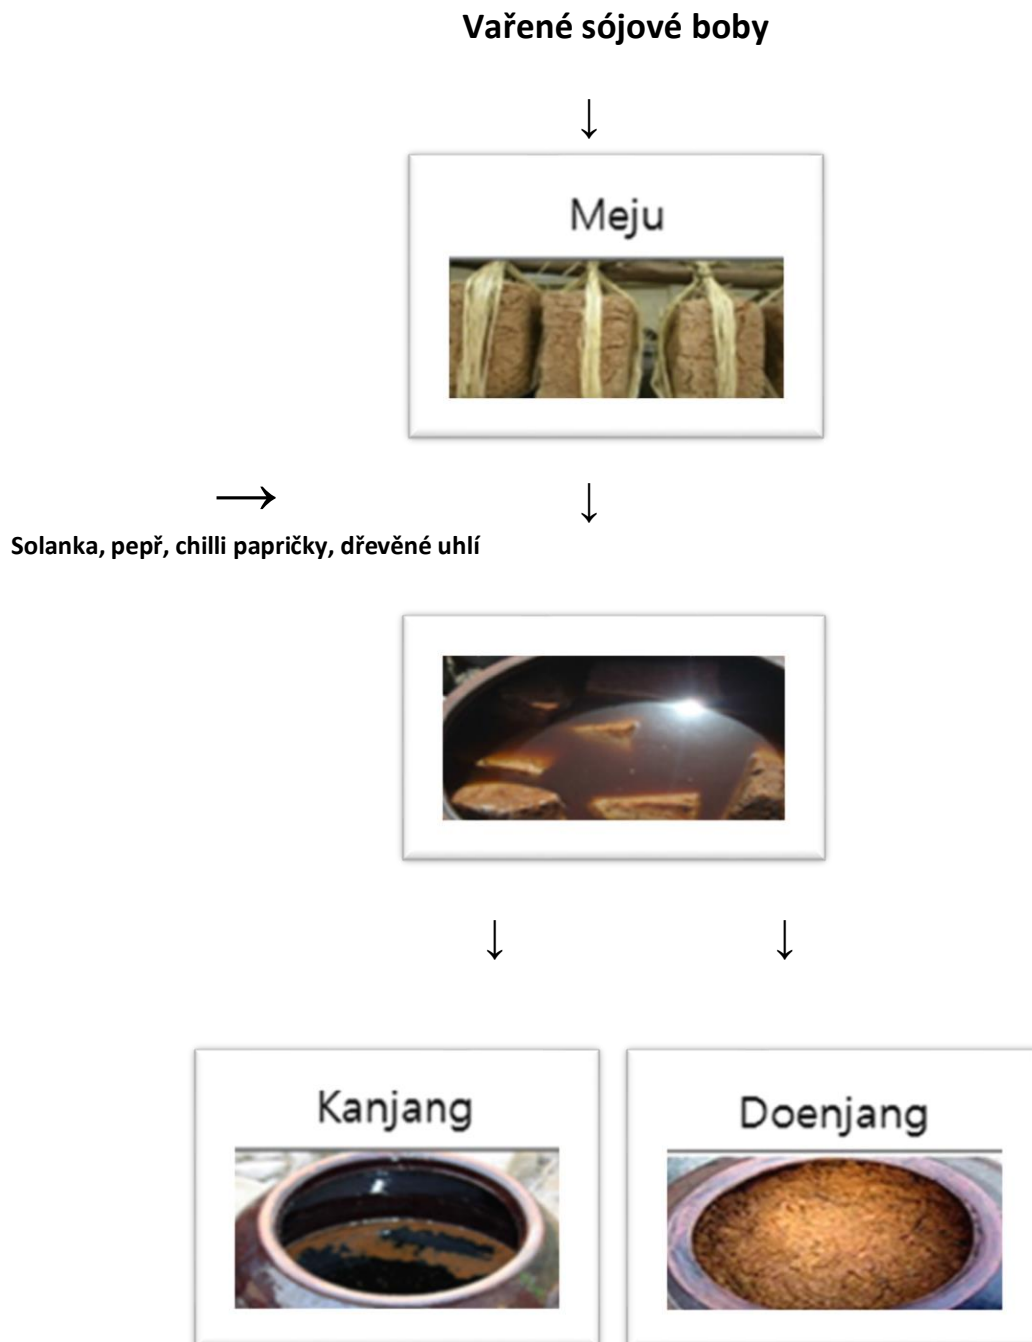 Vařené sójové boby
↓
Meju
→ ↓
Solanka, pepř, chilli papričky, dřevěné uhlí
↓ ↓
Kanjang
Doenjang